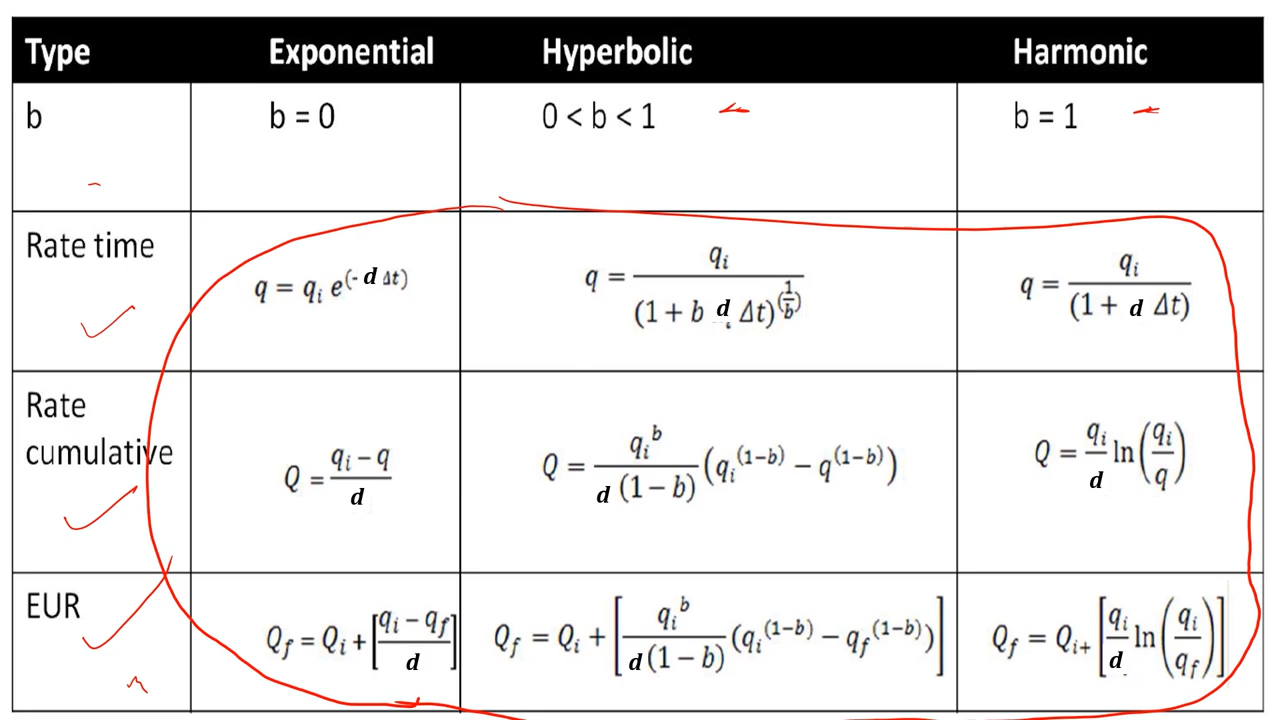 Type Exponential Hyperbolic Harmonic
b b = 0 0 < b < 1 b = 1
Rate time q = q_i e^(- d Δt) q = q_i / (1 + b d Δt)^(1/b) q = q_i / (1 + d Δt)
Rate
cumulative Q = (q_i − q) / d Q = q_i^b / d (1 − b) (q_i^(1−b) − q^(1−b)) Q = q_i / d ln(q_i / q)
EUR Q_f = Q_i + [(q_i − q_f) / d] Q_f = Q_i + [q_i^b / d (1 − b) (q_i^(1−b) − q_f^(1−b))] Q_f = Q_i+ [q_i / d ln(q_i / q_f)]